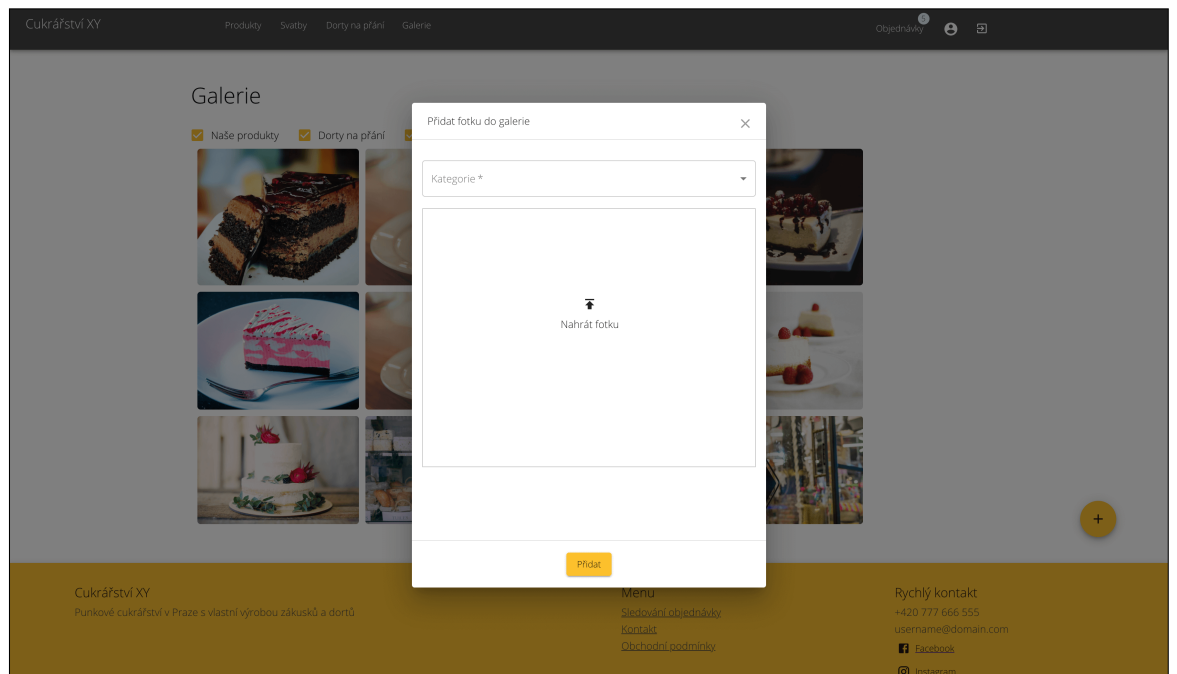 Cukrářství XY
Produkty
Svatby
Dorty na přání
Galerie
Objednávky
Galerie
Naše produkty
Dorty na přání
Přidat fotku do galerie
Kategorie *
Nahrát fotku
Přidat
Cukrářství XY
Punkové cukrářství v Praze s vlastní výrobou zákusků a dortů
Menu
Sledování objednávky
Kontakt
Obchodní podmínky
Rychlý kontakt
+420 777 666 555
username@domain.com
Facebook
Instagram